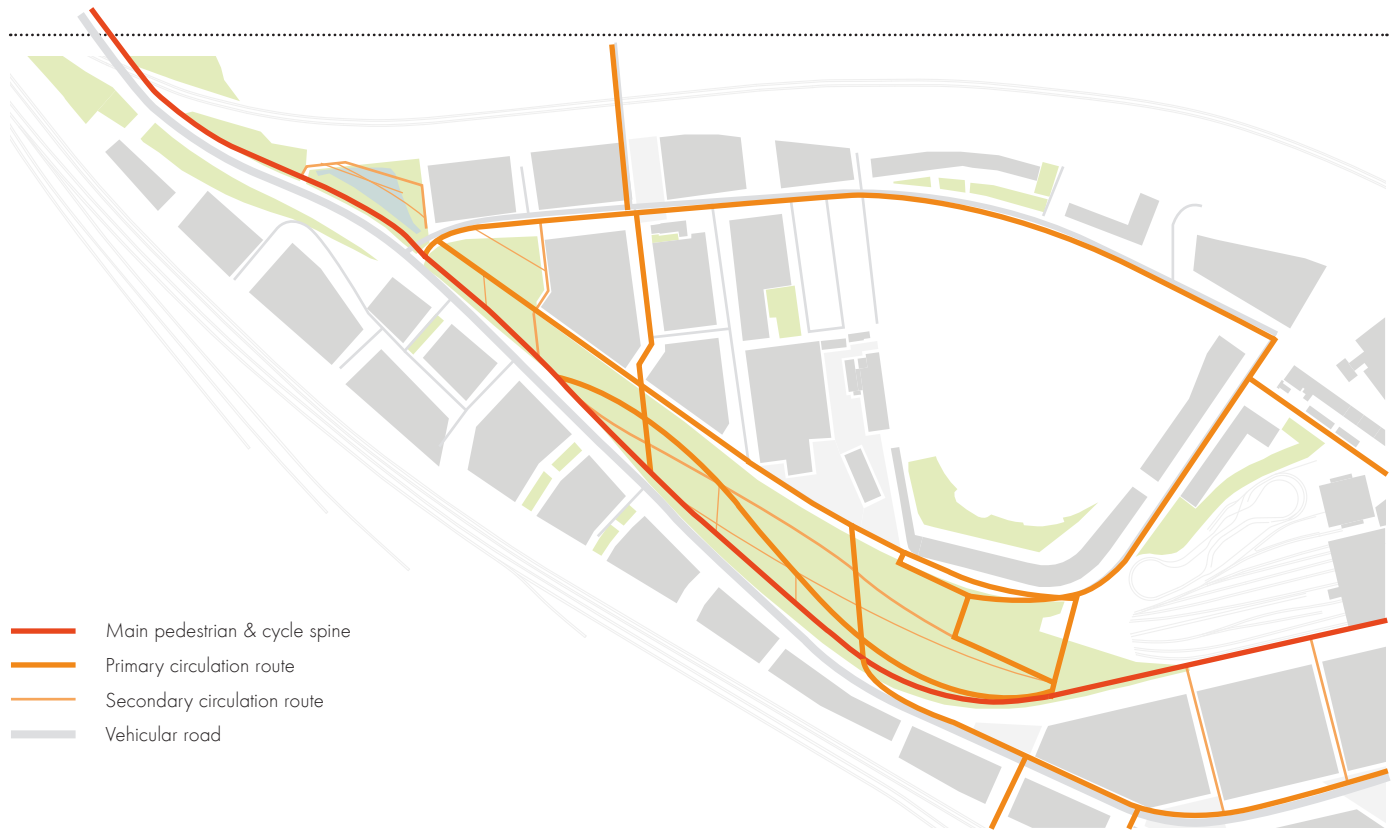 Main pedestrian & cycle spine
Primary circulation route
Secondary circulation route
Vehicular road